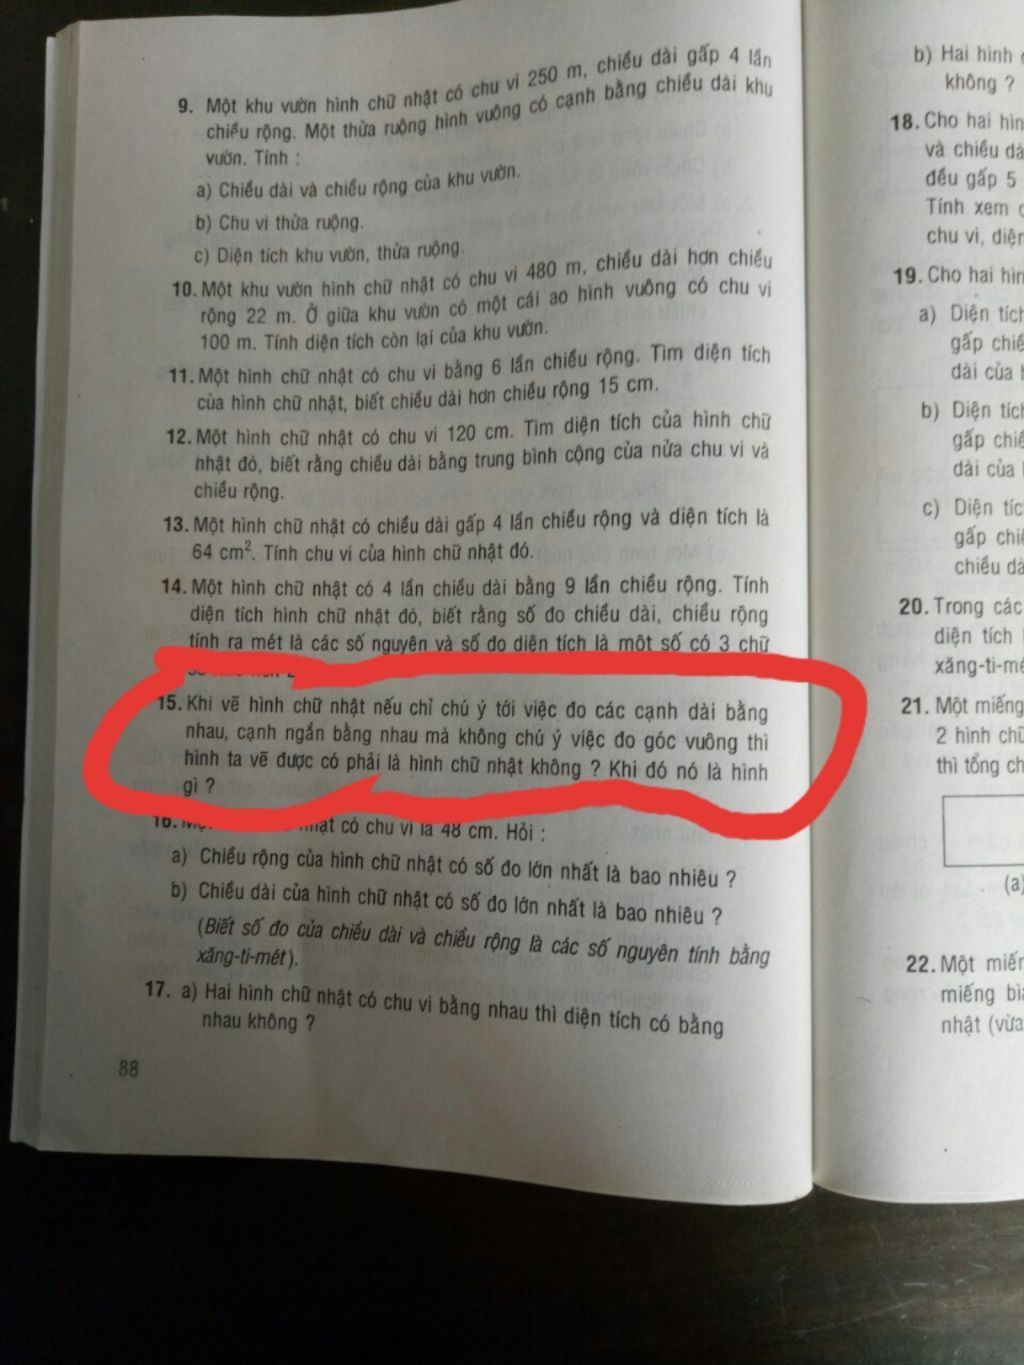 9. Một khu vườn hình chữ nhật có chu vi 250 m, chiều dài gấp 4 lần
chiều rộng. Một thửa ruộng hình vuông có cạnh bằng chiều dài khu
vườn. Tính :
a) Chiều dài và chiều rộng của khu vườn.
b) Chu vi thửa ruộng.
c) Diện tích khu vườn, thửa ruộng.
10. Một khu vườn hình chữ nhật có chu vi 480 m, chiều dài hơn chiều
rộng 22 m. Ở giữa khu vườn có một cái ao hình vuông có chu vi
100 m. Tính diện tích còn lại của khu vườn.
11. Một hình chữ nhật có chu vi bằng 6 lần chiều rộng. Tìm diện tích
của hình chữ nhật, biết chiều dài hơn chiều rộng 15 cm.
12. Một hình chữ nhật có chu vi 120 cm. Tìm diện tích của hình chữ
nhật đó, biết rằng chiều dài bằng trung bình cộng của nửa chu vi và
chiều rộng.
13. Một hình chữ nhật có chiều dài gấp 4 lần chiều rộng và diện tích là
64 cm². Tính chu vi của hình chữ nhật đó.
14. Một hình chữ nhật có 4 lần chiều dài bằng 9 lần chiều rộng. Tính
diện tích hình chữ nhật đó, biết rằng số đo chiều dài, chiều rộng
tính ra mét là các số nguyên và số đo diện tích là một số có 3 chữ
15. Khi vẽ hình chữ nhật nếu chỉ chú ý tới việc đo các cạnh dài bằng
nhau, cạnh ngắn bằng nhau mà không chú ý việc đo góc vuông thì
hình ta vẽ được có phải là hình chữ nhật không ? Khi đó nó là hình
gì ?
16. nhật có chu vi là 48 cm. Hỏi :
a) Chiều rộng của hình chữ nhật có số đo lớn nhất là bao nhiêu ?
b) Chiều dài của hình chữ nhật có số đo lớn nhất là bao nhiêu ?
(Biết số đo của chiều dài và chiều rộng là các số nguyên tính bằng
xăng-ti-mét).
17. a) Hai hình chữ nhật có chu vi bằng nhau thì diện tích có bằng
nhau không ?
88
b) Hai hình
không ?
18. Cho hai hìn
và chiều dà
đều gấp 5
Tính xem
chu vi, diện
19. Cho hai hìn
a) Diện tích
gấp chiề
dài của
b) Diện tích
gấp chiề
dài của
c) Diện tíc
gấp chiề
chiều dà
20. Trong các
diện tích
xăng-ti-mé
21. Một miếng
2 hình chữ
thì tổng ch
(a)
22. Một miến
miếng bìa
nhật (vừa